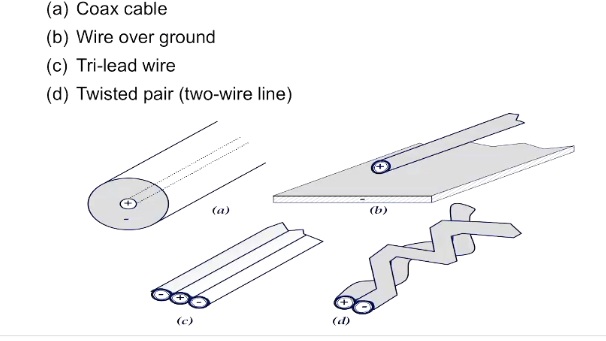 (a) Coax cable
(b) Wire over ground
(c) Tri-lead wire
(d) Twisted pair (two-wire line)
+
-
(a)
+
-
(b)
- + -
(c)
+ -
(d)